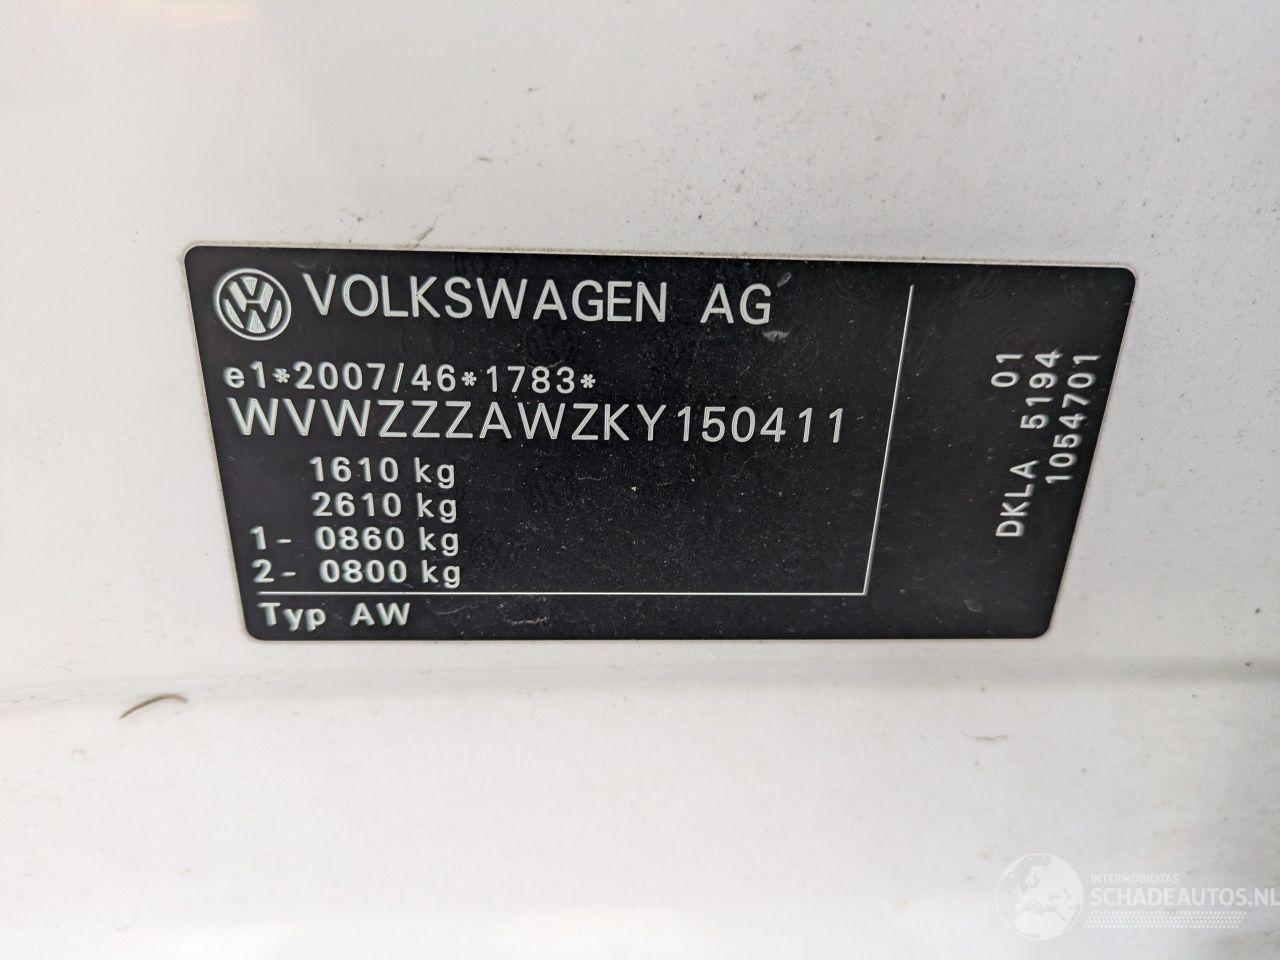 VOLKSWAGEN AG
e1*2007/46*1783*
WVWZZZAWZKY150411
1610 kg
2610 kg
1- 0860 kg
2- 0800 kg
Typ AW
DKLA 5194 01
1054701
INTERMOBILITAS
SCHADEAUTOS.NL